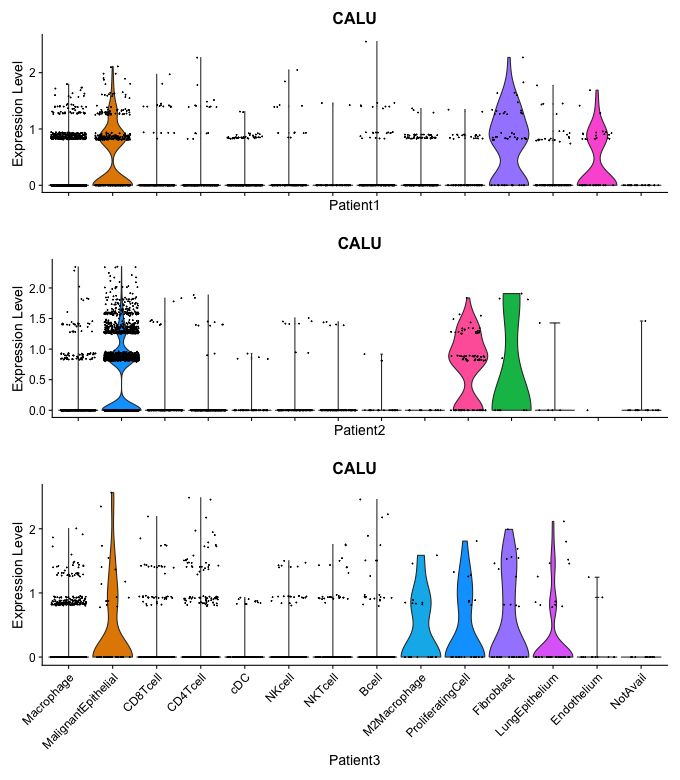 CALU
Expression Level
2
1
0
Patient1
CALU
Expression Level
2.0
1.5
1.0
0.5
0.0
Patient2
CALU
Expression Level
2
1
0
Macrophage
MalignantEpithelial
CD8Tcell
CD4Tcell
cDC
NKcell
NKTcell
Bcell
M2Macrophage
ProliferatingCell
Fibroblast
LungEpithelium
Endothelium
NotAvail
Patient3